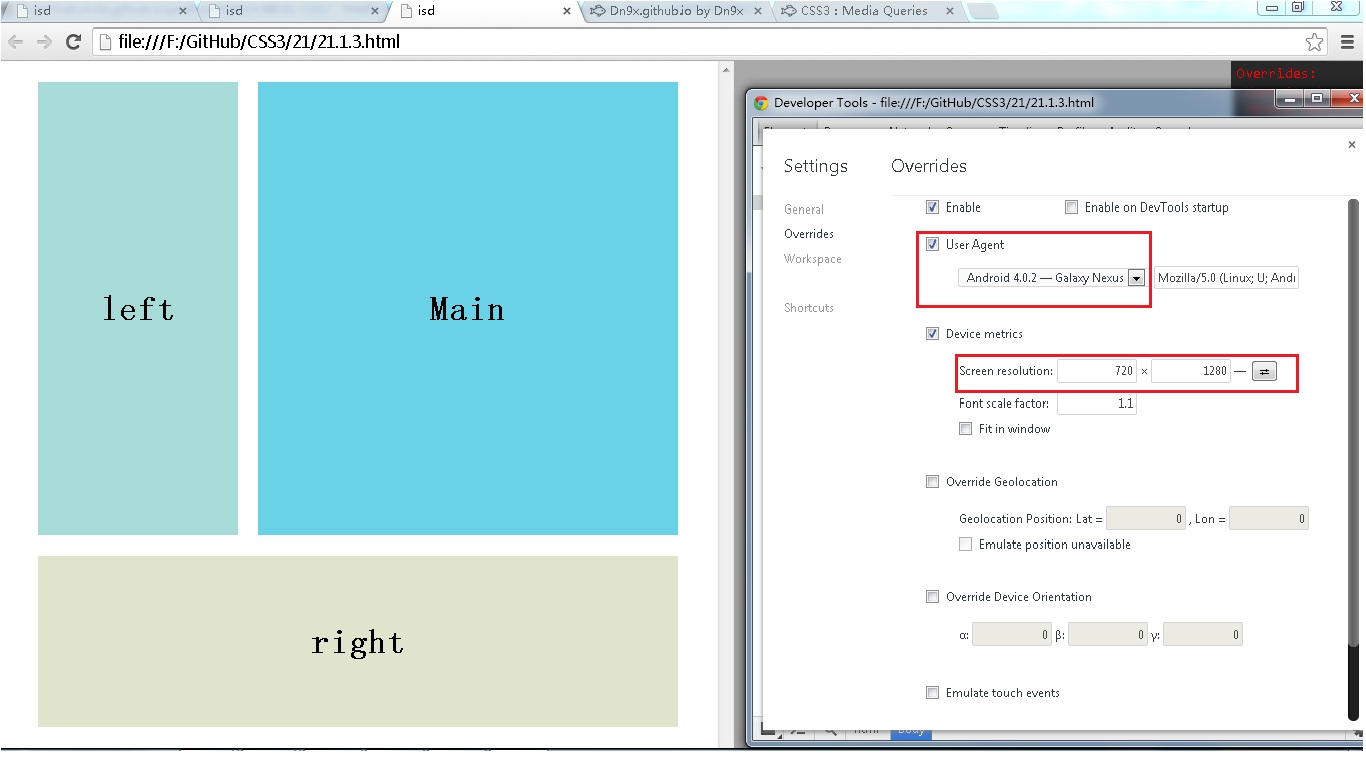 isd
isd
isd
Dn9x.github.io by Dn9x
CSS3 : Media Queries
file:///F:/GitHub/CSS3/21/21.1.3.html
left
Main
right
Overrides:
Developer Tools - file:///F:/GitHub/CSS3/21/21.1.3.html
Settings
General
Overrides
Workspace
Shortcuts
Overrides
Enable
Enable on DevTools startup
User Agent
Android 4.0.2 — Galaxy Nexus
Mozilla/5.0 (Linux; U; Andr
Device metrics
Screen resolution: 720 × 1280 —
Font scale factor: 1.1
Fit in window
Override Geolocation
Geolocation Position: Lat = 0 , Lon = 0
Emulate position unavailable
Override Device Orientation
α: 0 β: 0 γ: 0
Emulate touch events
html body